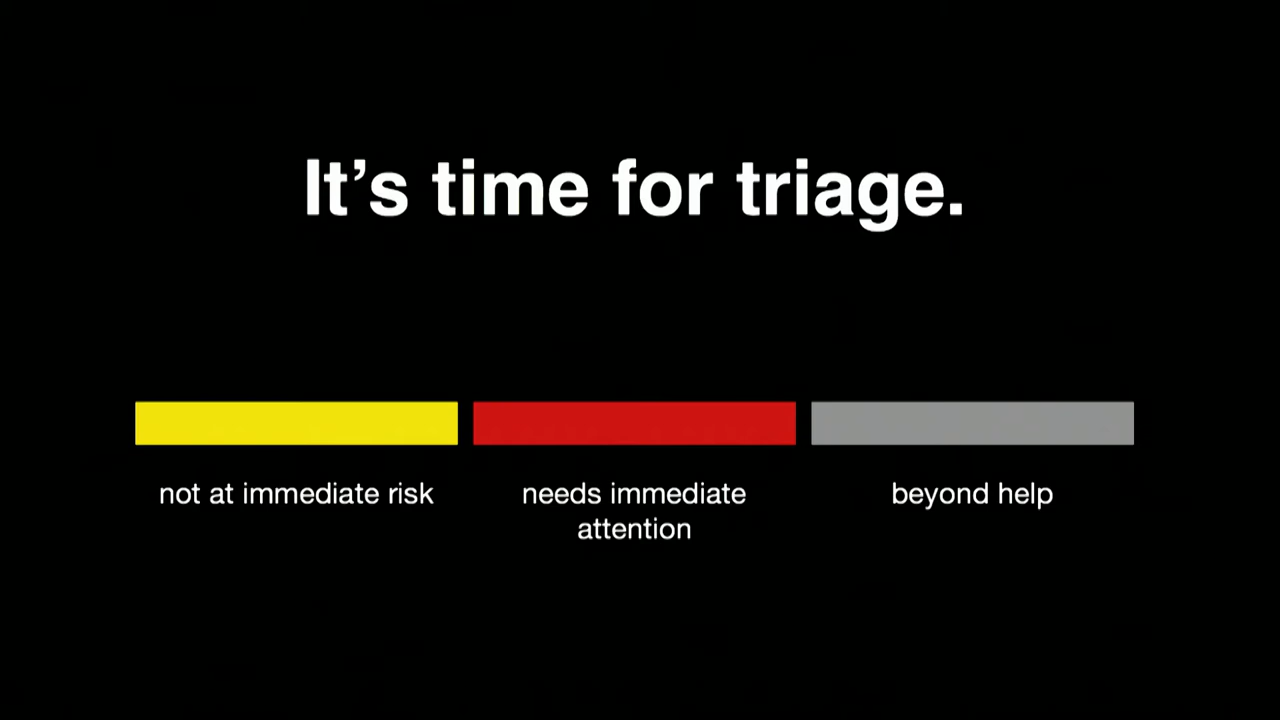 It’s time for triage.
not at immediate risk
needs immediate
attention
beyond help